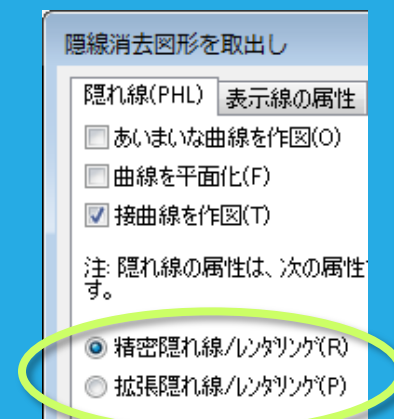 隠線消去図形を取出し
隠れ線(PHL) 表示線の属性
あいまいな曲線を作図(O)
曲線を平面化(F)
接曲線を作図(T)
注: 隠れ線の属性は、次の属性
す。
精密隠れ線/レンダリング(R)
拡張隠れ線/レンダリング(P)